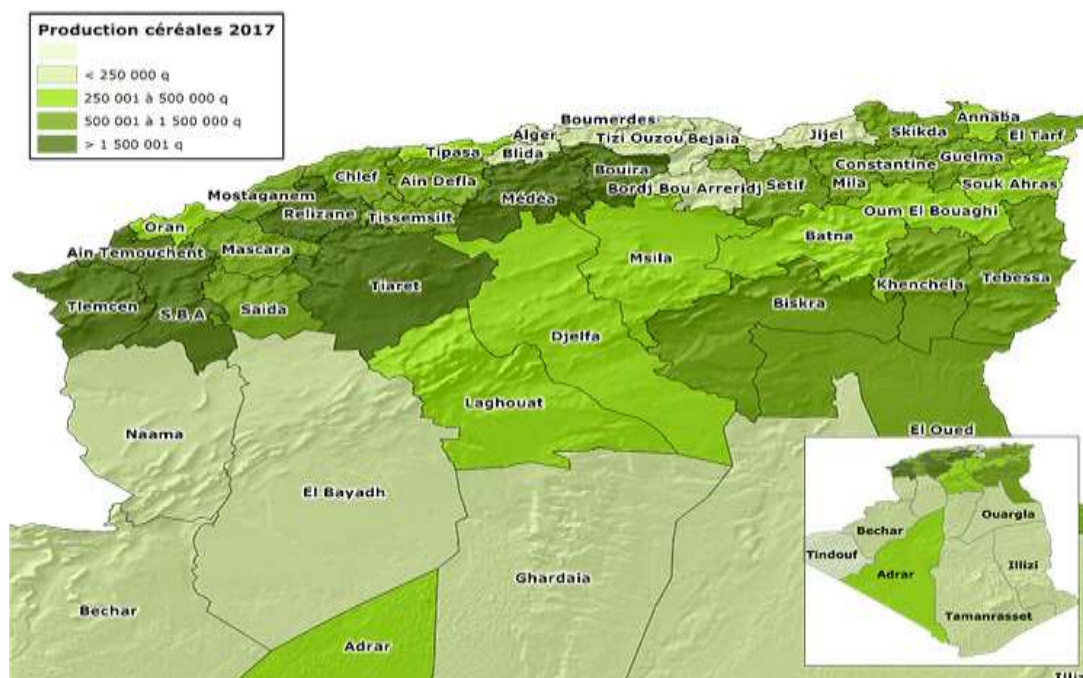 Production céréales 2017
< 250 000 q
250 001 à 500 000 q
500 001 à 1 500 000 q
> 1 500 001 q
Boumerdes
Annaba
Alger
Tizi Ouzou
Bejaia
Jijel
Skikda
El Tarf
Tipasa
Blida
Constantine
Guelma
Chlef
Ain Defla
Bouira
Médéa
Bordj Bou Arreridj
Setif
Mila
Souk Ahras
Mostaganem
Relizane
Tissemsilt
Oum El Bouaghi
Oran
Batna
Ain Temouchent
Mascara
Msila
Tiaret
Khenchela
Tebessa
Tlemcen
S.B.A
Saida
Biskra
Djelfa
Laghouat
Naama
El Oued
El Bayadh
Ouargla
Bechar
Tindouf
Illizi
Adrar
Ghardaia
Bechar
Tamanrasset
Adrar
Illi